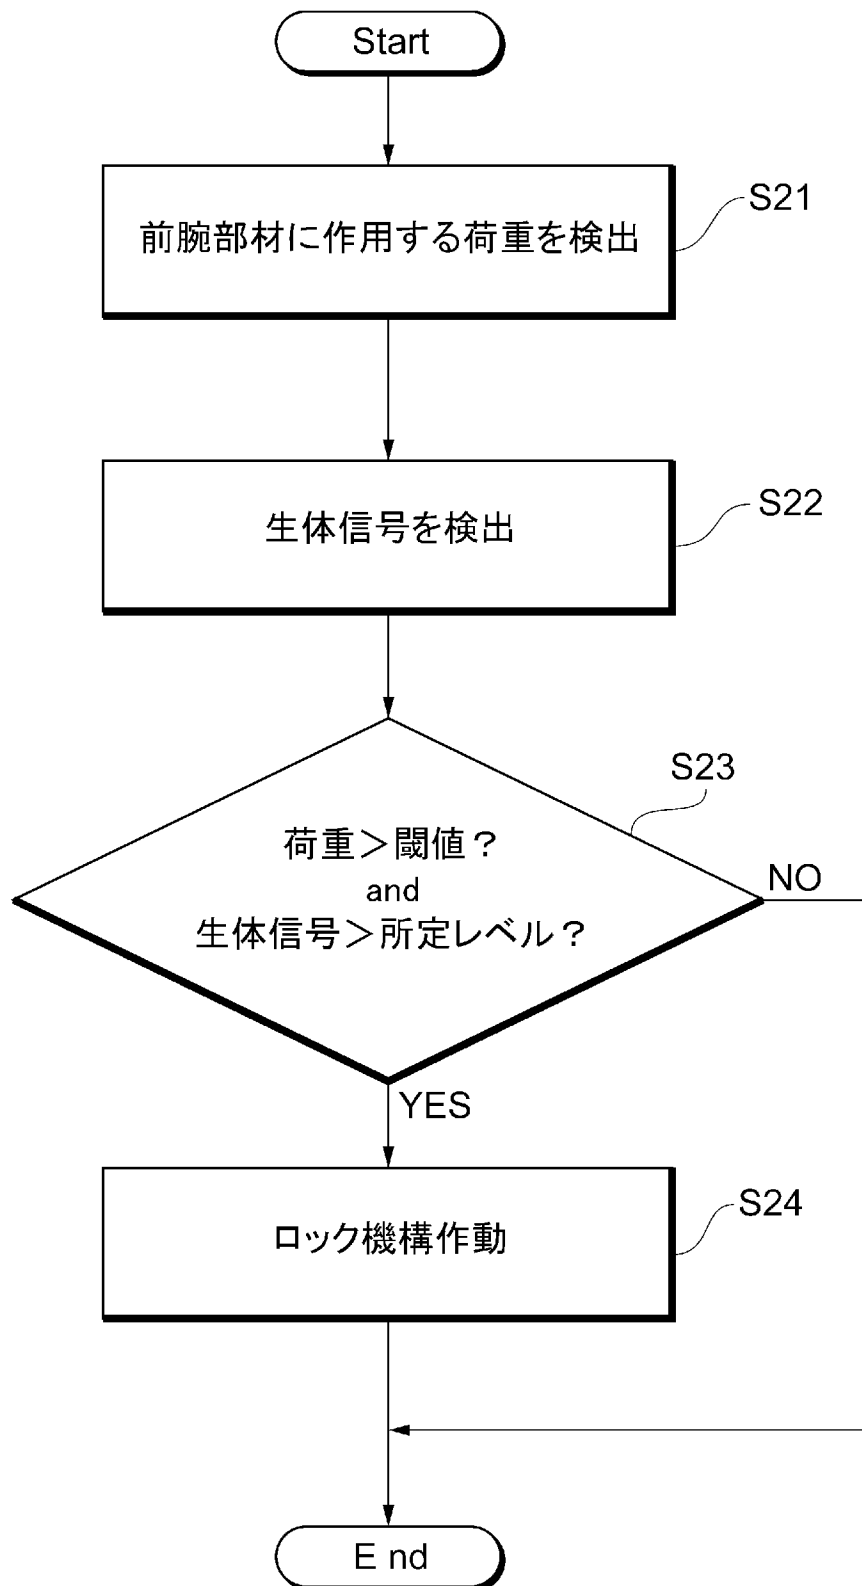 Start
前腕部材に作用する荷重を検出
S21
生体信号を検出
S22
S23
荷重＞閾値？
and
生体信号＞所定レベル？
NO
YES
ロック機構作動
S24
E nd